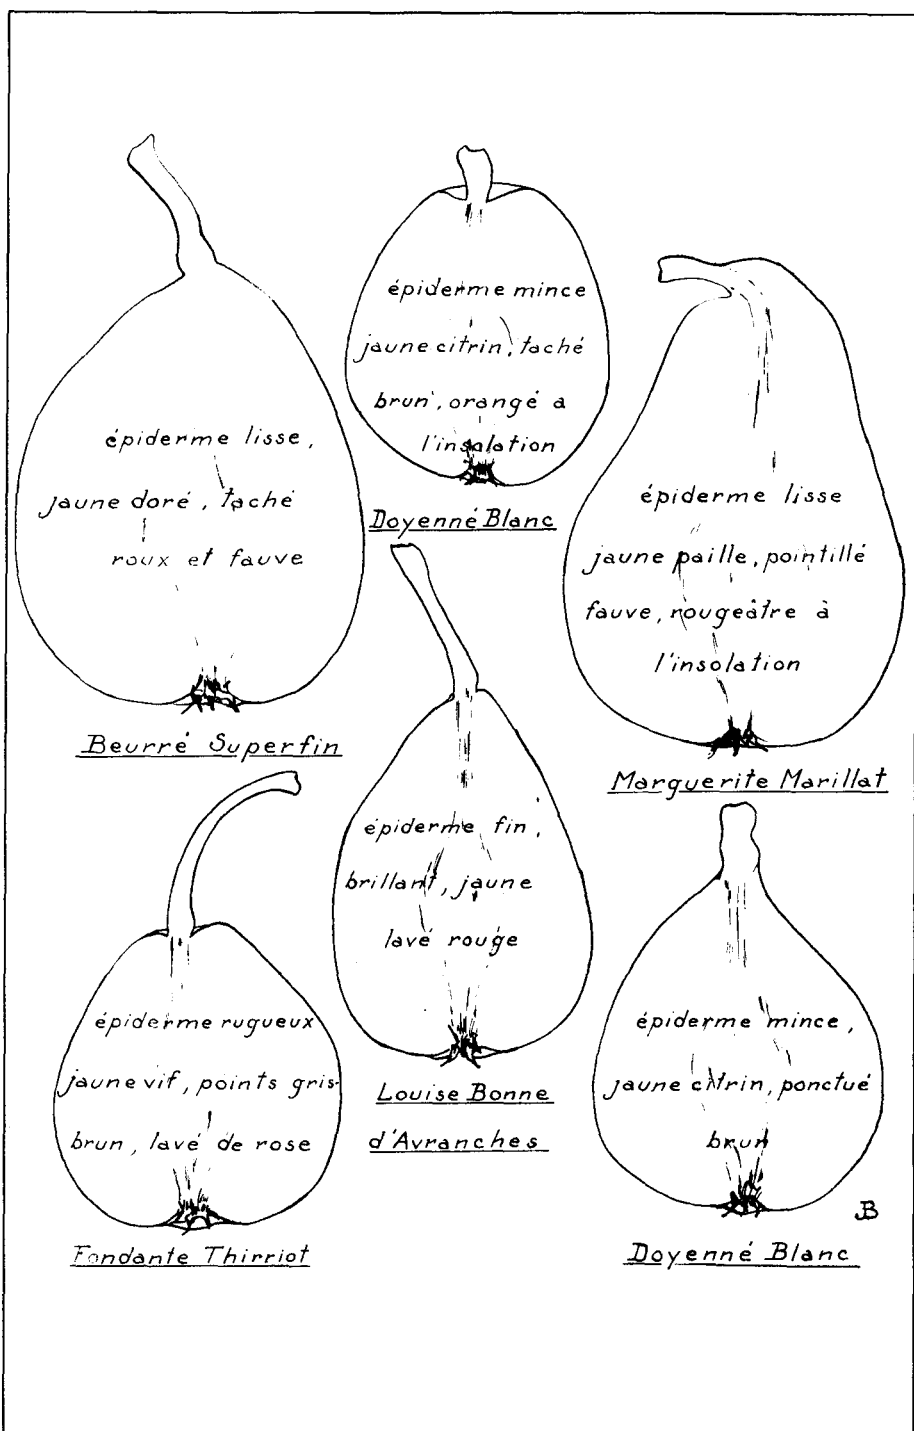 épiderme mince
jaune citrin, taché
brun, orangé a
l'insolation
Doyenné Blanc
épiderme lisse,
jaune doré, taché
roux et fauve
Beurré Superfin
épiderme lisse
jaune paille, pointillé
fauve, rougeâtre à
l'insolation
Marguerite Marillat
épiderme fin,
brillant, jaune
lavé rouge
Louise Bonne
d'Avranches
épiderme rugueux
jaune vif, points gris-
brun, lavé de rose
Fondante Thirriot
épiderme mince,
jaune citrin, ponctué
brun
JB
Doyenné Blanc